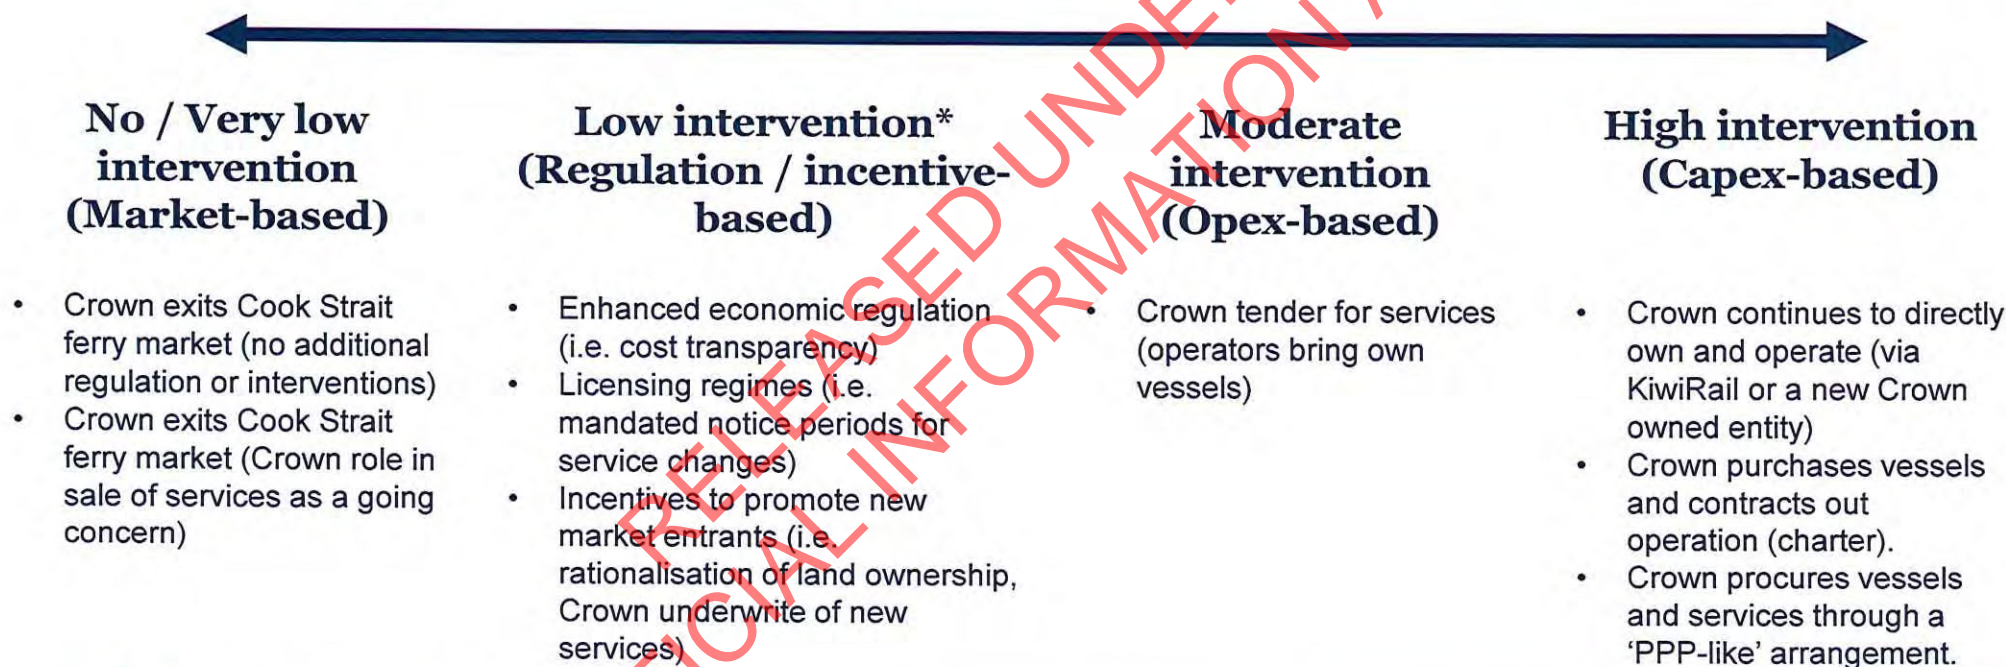 No / Very low
intervention
(Market-based)
• Crown exits Cook Strait
ferry market (no additional
regulation or interventions)
• Crown exits Cook Strait
ferry market (Crown role in
sale of services as a going
concern)
Low intervention*
(Regulation / incentive-
based)
• Enhanced economic regulation
(i.e. cost transparency)
• Licensing regimes (i.e.
mandated notice periods for
service changes)
• Incentives to promote new
market entrants (i.e.
rationalisation of land ownership,
Crown underwrite of new
services)
Moderate
intervention
(Opex-based)
• Crown tender for services
(operators bring own
vessels)
High intervention
(Capex-based)
• Crown continues to directly
own and operate (via
KiwiRail or a new Crown
owned entity)
• Crown purchases vessels
and contracts out
operation (charter).
• Crown procures vessels
and services through a
‘PPP-like’ arrangement.
RELEASED UNDE
INFORMATION A